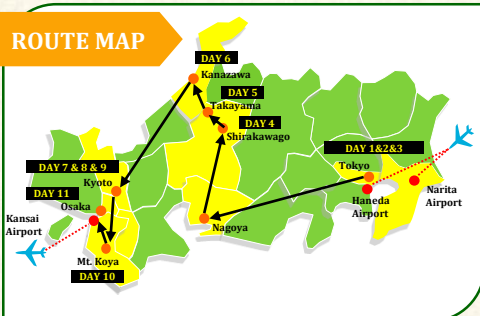 ROUTE MAP
DAY 6
Kanazawa
DAY 5
Takayama
DAY 4
Shirakawago
DAY 1&2&3
Tokyo
Haneda
Airport
Narita
Airport
DAY 7 & 8 & 9
Kyoto
DAY 11
Osaka
Kansai
Airport
Nagoya
Mt. Koya
DAY 10